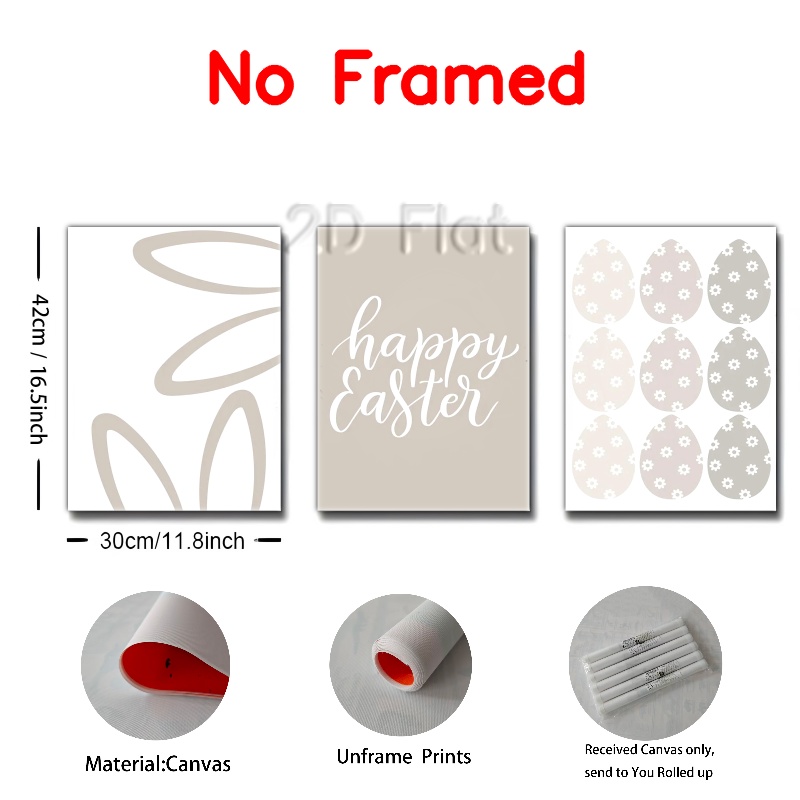 No Framed
2D Flat
42cm / 16.5inch
happy
Easter
30cm/11.8inch
Material:Canvas
Unframe Prints
Received Canvas only,
send to You Rolled up